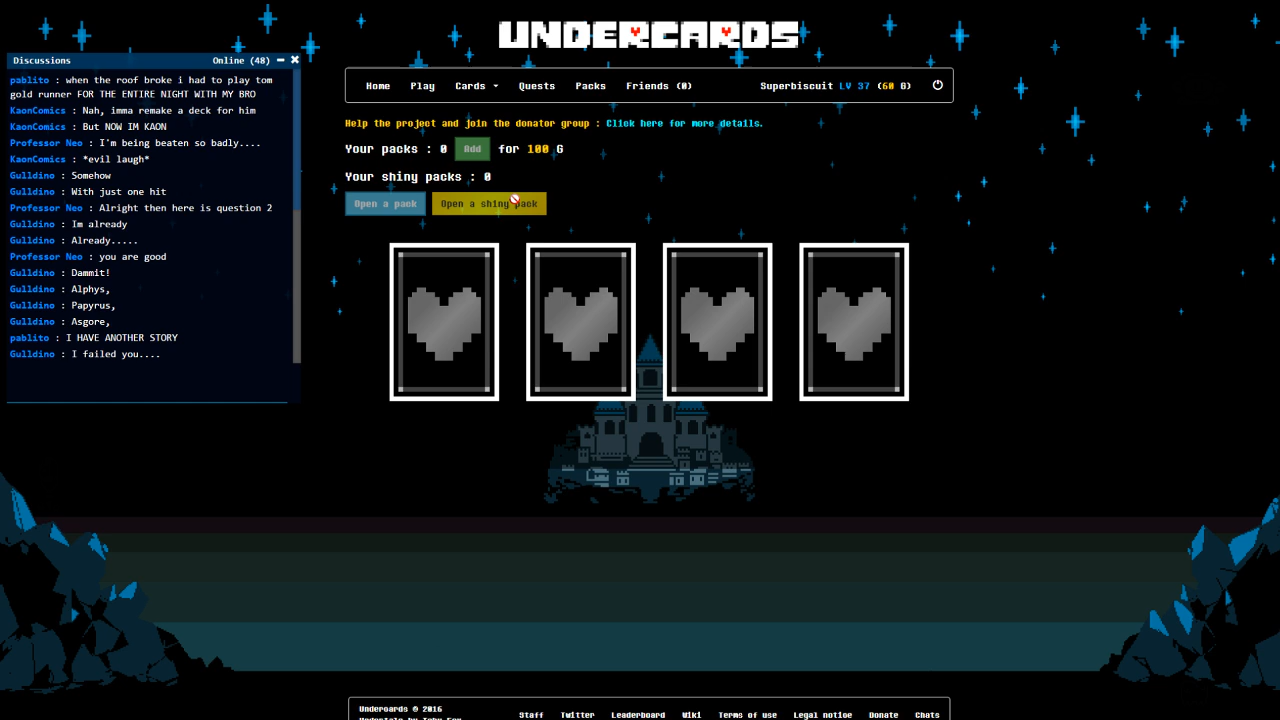 UNDERCARDS
Discussions Online (48)
pablito : when the roof broke i had to play tom
gold runner FOR THE ENTIRE NIGHT WITH MY BRO
KaonComics : Nah, imma remake a deck for him
KaonComics : But NOW IM KAON
Professor Neo : I'm being beaten so badly....
KaonComics : *evil laugh*
Gulldino : Somehow
Gulldino : With just one hit
Professor Neo : Alright then here is question 2
Gulldino : Im already
Gulldino : Already.....
Professor Neo : you are good
Gulldino : Dammit!
Gulldino : Alphys,
Gulldino : Papyrus,
Gulldino : Asgore,
pablito : I HAVE ANOTHER STORY
Gulldino : I failed you....
Home Play Cards Quests Packs Friends (0) Superbiscuit LV 37 (60 G)
Help the project and join the donator group : Click here for more details.
Your packs : 0 Add for 100 G
Your shiny packs : 0
Open a pack Open a shiny pack
Undercards © 2016
Undertale by Toby Fox
Staff Twitter Leaderboard Wiki Terms of use Legal notice Donate Chats